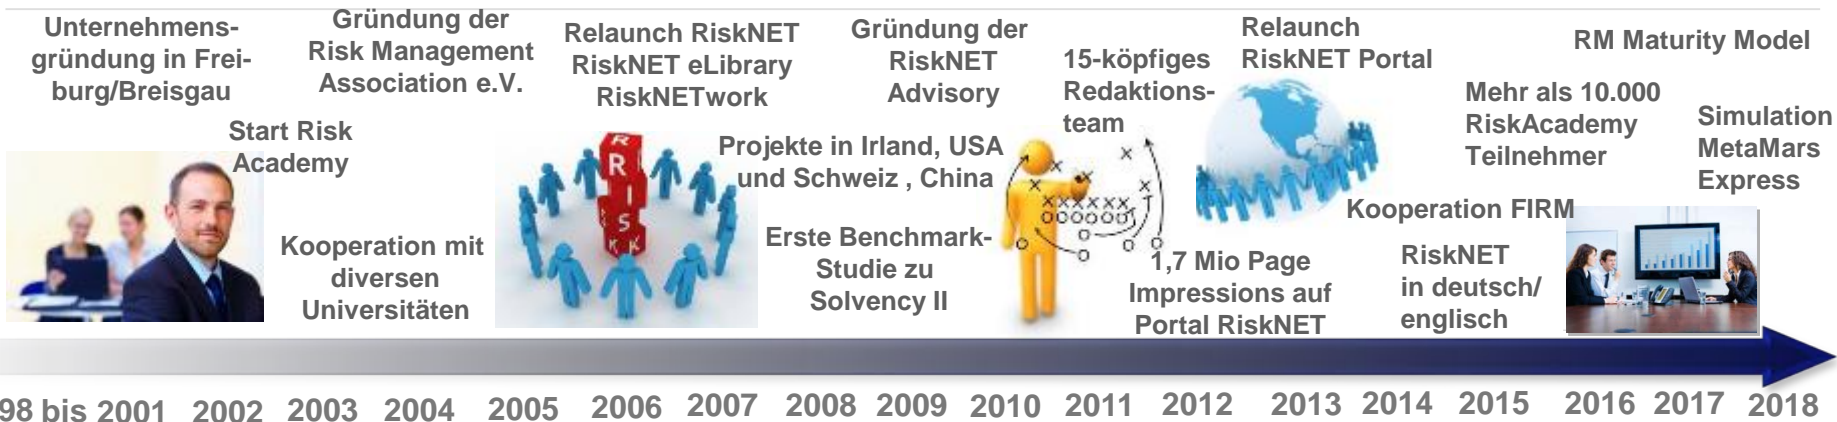 Unternehmens-
gründung in Frei-
burg/Breisgau
Start Risk
Academy
Gründung der
Risk Management
Association e.V.
Kooperation mit
diversen
Universitäten
Relaunch RiskNET
RiskNET eLibrary
RiskNETwork
R
R
I
S
K
K
Gründung der
RiskNET
Advisory
Projekte in Irland, USA
und Schweiz , China
Erste Benchmark-
Studie zu
Solvency II
15-köpfiges
Redaktions-
team
Relaunch
RiskNET Portal
1,7 Mio Page
Impressions auf
Portal RiskNET
Kooperation FIRM
RiskNET
in deutsch/
englisch
Mehr als 10.000
RiskAcademy
Teilnehmer
RM Maturity Model
Simulation
MetaMars
Express
98 bis 2001 2002 2003 2004 2005 2006 2007 2008 2009 2010 2011 2012 2013 2014 2015 2016 2017 2018